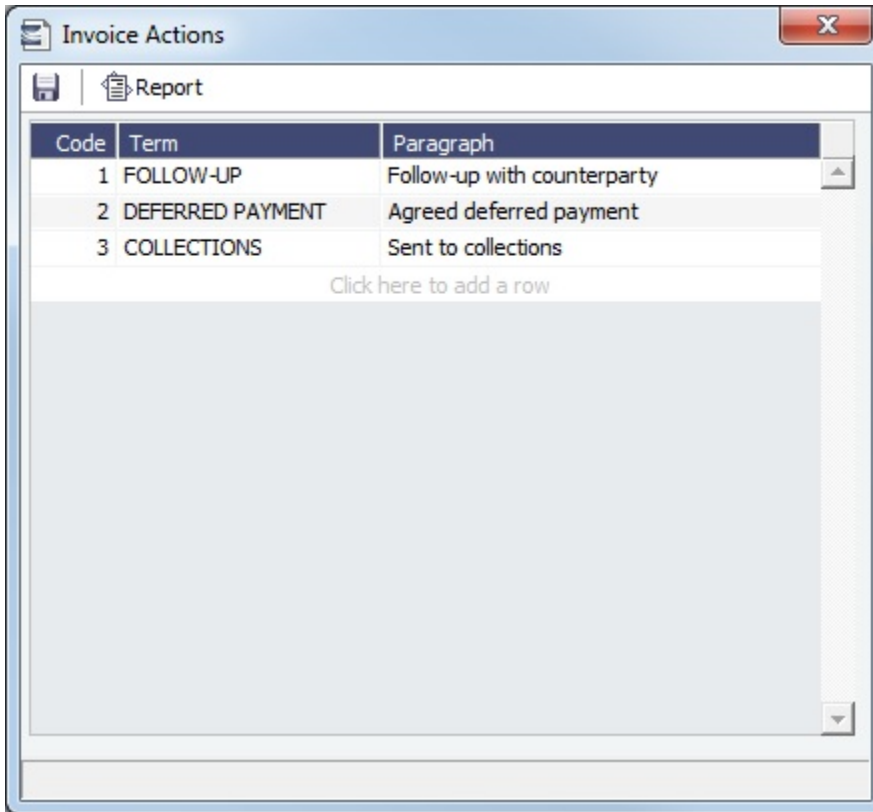 Invoice Actions
Report
Code Term Paragraph
1 FOLLOW-UP Follow-up with counterparty
2 DEFERRED PAYMENT Agreed deferred payment
3 COLLECTIONS Sent to collections
Click here to add a row